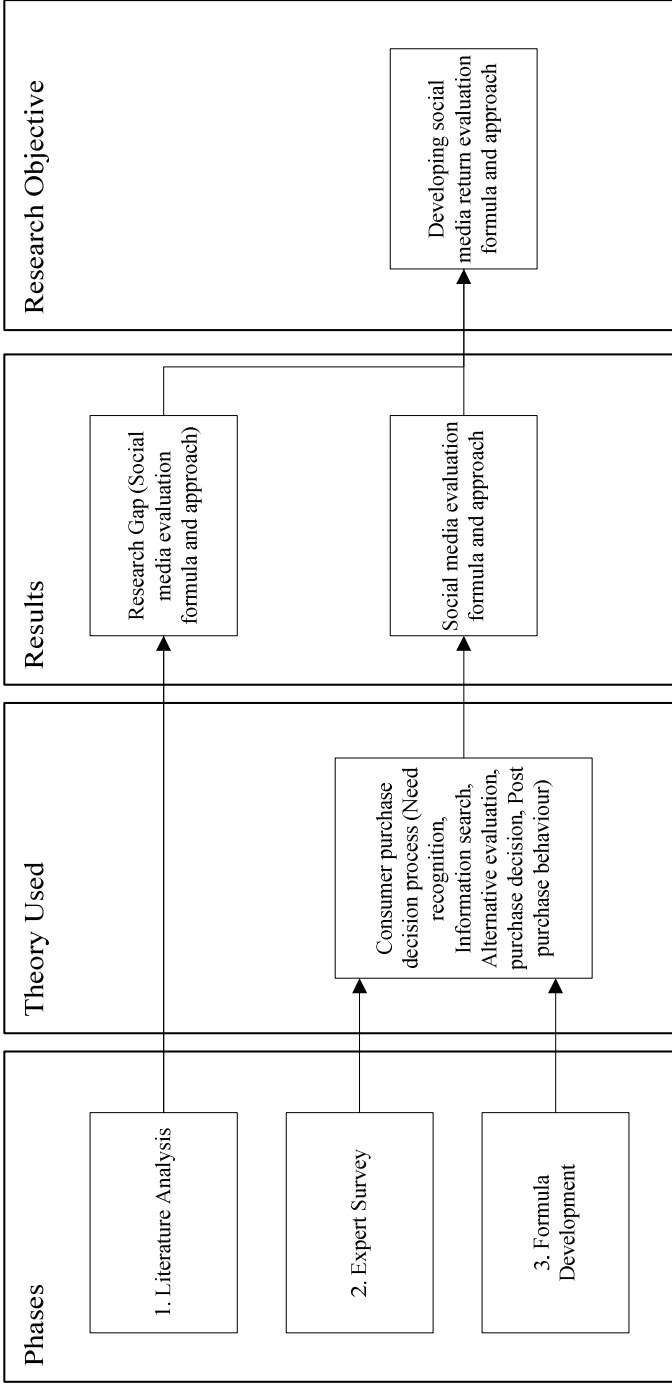 Phases
1. Literature Analysis
2. Expert Survey
3. Formula
Development
Theory Used
Consumer purchase
decision process (Need
recognition,
Information search,
Alternative evaluation,
purchase decision, Post
purchase behaviour)
Results
Research Gap (Social
media evaluation
formula and approach)
Social media evaluation
formula and approach
Research Objective
Developing social
media return evaluation
formula and approach